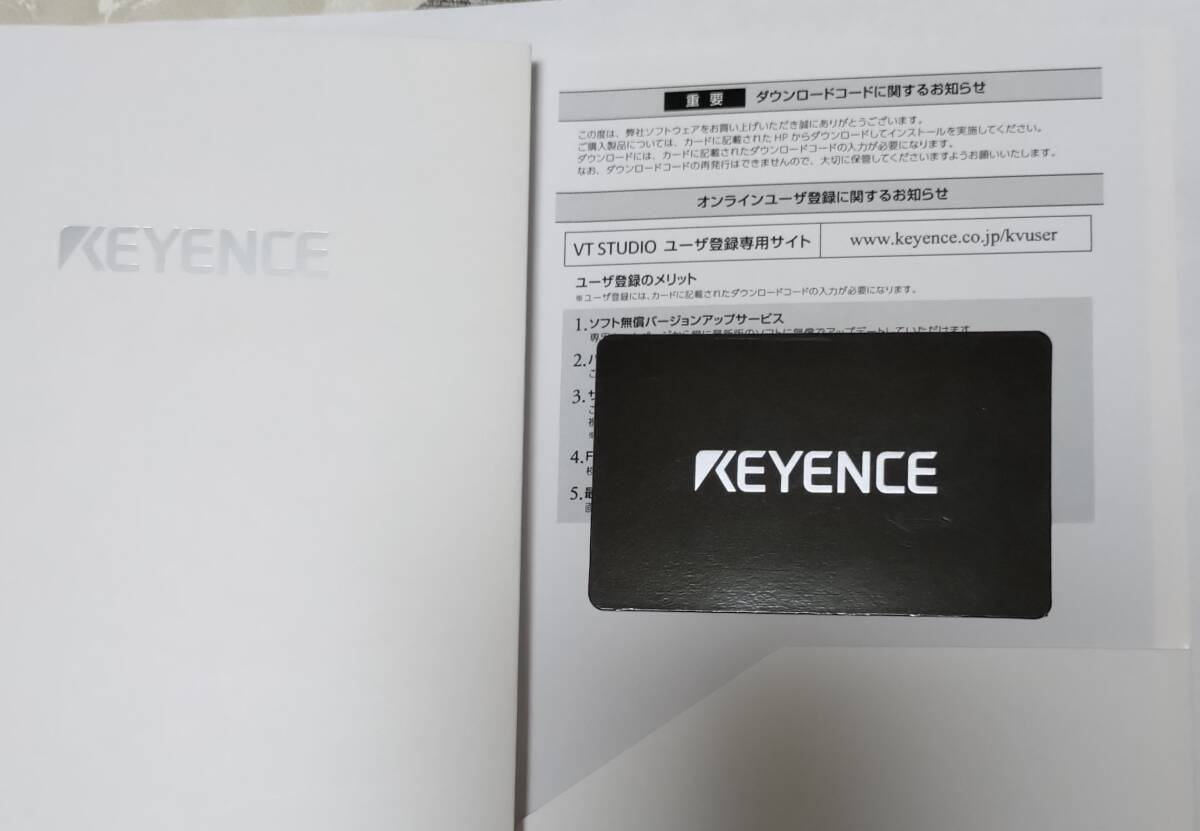 KEYENCE
重要 ダウンロードコードに関するお知らせ
この度は、弊社ソフトウェアをお買い上げいただき誠にありがとうございます。
ご購入製品については、カードに記載された HP からダウンロードしてインストールを実施してください。
ダウンロードには、カードに記載されたダウンロードコードの入力が必要になります。
なお、ダウンロードコードの再発行はできませんので、大切に保管してくださいますようお願いいたします。
オンラインユーザ登録に関するお知らせ
VT STUDIO ユーザ登録専用サイト www.keyence.co.jp/kvuser
ユーザ登録のメリット
※ユーザ登録には、カードに記載されたダウンロードコードの入力が必要になります。
1.ソフト無償バージョンアップサービス
2.
3.
4.F
5.最
KEYENCE